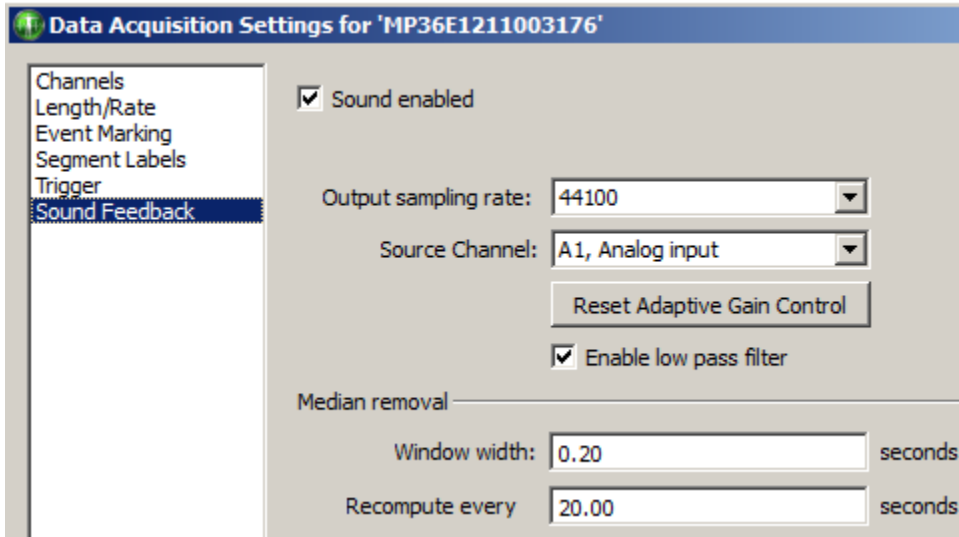 Data Acquisition Settings for 'MP36E1211003176'
Channels
Length/Rate
Event Marking
Segment Labels
Trigger
Sound Feedback
Sound enabled
Output sampling rate: 44100
Source Channel: A1, Analog input
Reset Adaptive Gain Control
Enable low pass filter
Median removal
Window width: 0.20 seconds
Recompute every 20.00 seconds